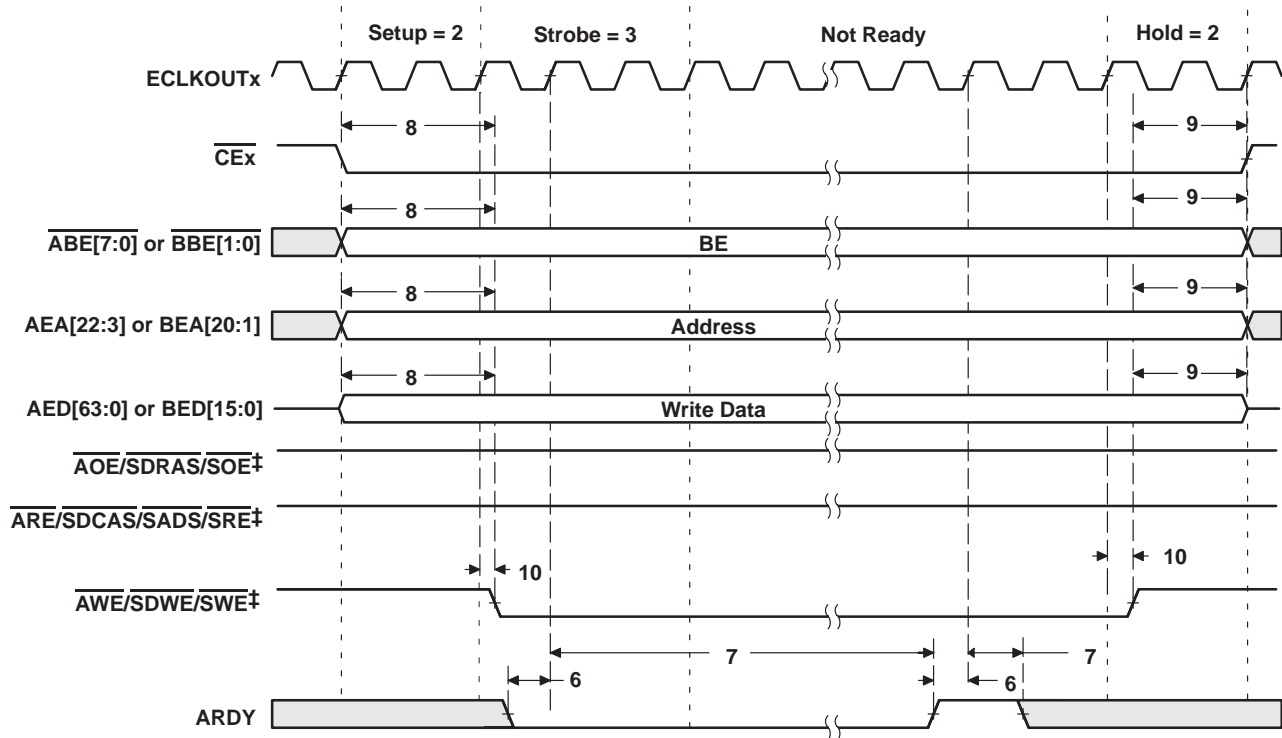 Setup = 2 Strobe = 3 Not Ready Hold = 2
ECLKOUTx
8 9
CEx
8 9
ABE[7:0] or BBE[1:0] BE
8 9
AEA[22:3] or BEA[20:1] Address
8 9
AED[63:0] or BED[15:0] Write Data
AOE/SDRAS/SOE‡
ARE/SDCAS/SADS/SRE‡
10 10
AWE/SDWE/SWE‡
7 7
6 6
ARDY